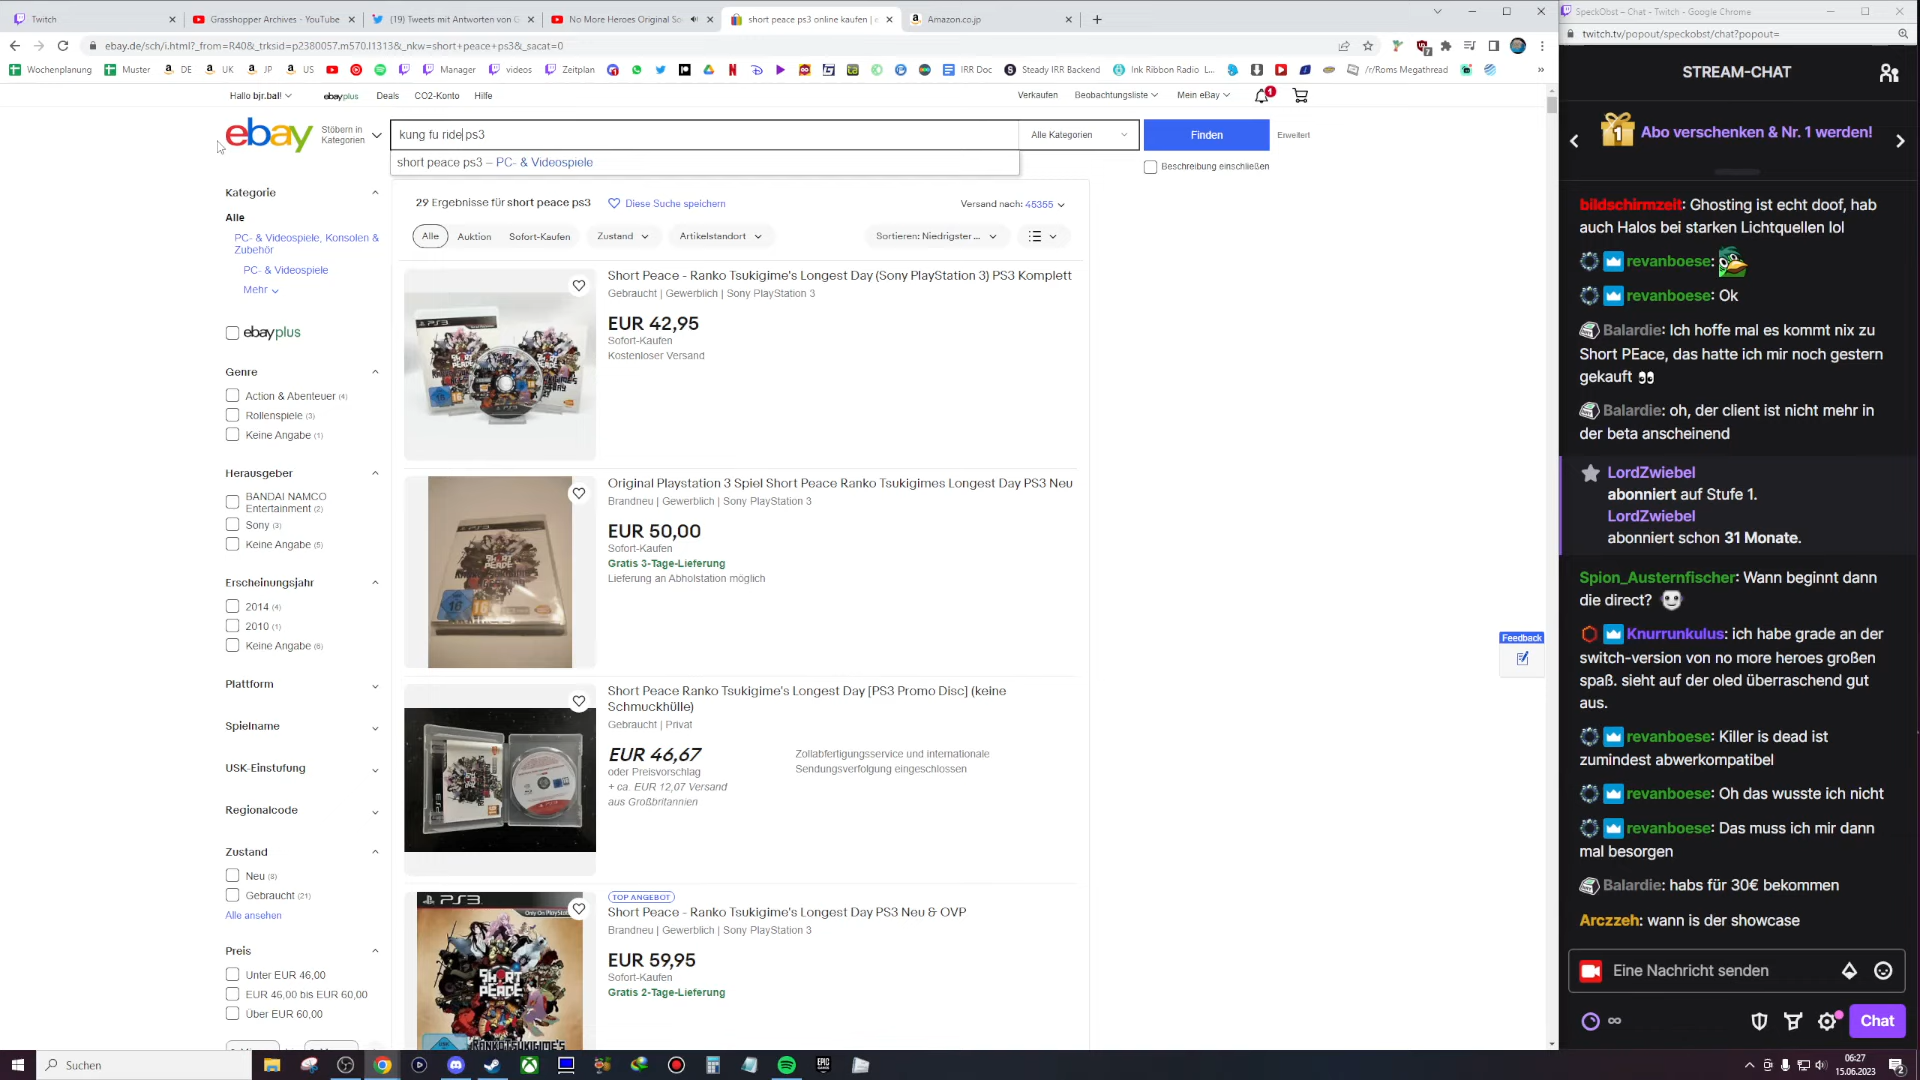 Twitch
Grasshopper Archives - YouTube
(19) Tweets mit Antworten von G
No More Heroes Original So
short peace ps3 online kaufen | e
Amazon.co.jp
SpeckObst – Chat - Twitch - Google Chrome
ebay.de/sch/i.html?_from=R40&_trksid=p2380057.m570.l1313&_nkw=short+peace+ps3&_sacat=0
twitch.tv/popout/speckobst/chat?popout=
Wochenplanung
Muster
DE
UK
JP
US
Manager
videos
Zeitplan
IRR Doc
Steady IRR Backend
Ink Ribbon Radio L...
/r/Roms Megathread
Hallo bjr.bal!
ebayplus
Deals
CO2-Konto
Hilfe
Verkaufen
Beobachtungsliste
Mein eBay
1
ebay
Stöbern in
Kategorien
kung fu ride ps3
Alle Kategorien
Finden
Erweitert
short peace ps3 – PC- & Videospiele
Beschreibung einschließen
Kategorie
Alle
PC- & Videospiele, Konsolen &
Zubehör
PC- & Videospiele
Mehr
ebayplus
Genre
Action & Abenteuer (4)
Rollenspiele (3)
Keine Angabe (1)
Herausgeber
BANDAI NAMCO
Entertainment (2)
Sony (3)
Keine Angabe (5)
Erscheinungsjahr
2014 (4)
2010 (1)
Keine Angabe (6)
Plattform
Spielname
USK-Einstufung
Regionalcode
Zustand
Neu (8)
Gebraucht (21)
Alle ansehen
Preis
Unter EUR 46,00
EUR 46,00 bis EUR 60,00
Über EUR 60,00
29 Ergebnisse für short peace ps3
Diese Suche speichern
Versand nach: 45355
Alle
Auktion
Sofort-Kaufen
Zustand
Artikelstandort
Sortieren: Niedrigster ...
Short Peace - Ranko Tsukigime's Longest Day (Sony PlayStation 3) PS3 Komplett
Gebraucht | Gewerblich | Sony PlayStation 3
EUR 42,95
Sofort-Kaufen
Kostenloser Versand
Original Playstation 3 Spiel Short Peace Ranko Tsukigimes Longest Day PS3 Neu
Brandneu | Gewerblich | Sony PlayStation 3
EUR 50,00
Sofort-Kaufen
Gratis 3-Tage-Lieferung
Lieferung an Abholstation möglich
Short Peace Ranko Tsukigime's Longest Day [PS3 Promo Disc] (keine
Schmuckhülle)
Gebraucht | Privat
EUR 46,67
oder Preisvorschlag
+ ca. EUR 12,07 Versand
aus Großbritannien
Zollabfertigungsservice und internationale
Sendungsverfolgung eingeschlossen
TOP ANGEBOT
Short Peace - Ranko Tsukigime's Longest Day PS3 Neu & OVP
Brandneu | Gewerblich | Sony PlayStation 3
EUR 59,95
Sofort-Kaufen
Gratis 2-Tage-Lieferung
PS3
SHORT
PEACE
RANKO TSUKIGIME'S
Feedback
STREAM-CHAT
1
Abo verschenken & Nr. 1 werden!
bildschirmzeit: Ghosting ist echt doof, hab
auch Halos bei starken Lichtquellen lol
revanboese:
revanboese: Ok
Balardie: Ich hoffe mal es kommt nix zu
Short PEace, das hatte ich mir noch gestern
gekauft
Balardie: oh, der client ist nicht mehr in
der beta anscheinend
LordZwiebel
abonniert auf Stufe 1.
LordZwiebel
abonniert schon 31 Monate.
Spion_Austernfischer: Wann beginnt dann
die direct?
Knurrunkulus: ich habe grade an der
switch-version von no more heroes großen
spaß. sieht auf der oled überraschend gut
aus.
revanboese: Killer is dead ist
zumindest abwerkompatibel
revanboese: Oh das wusste ich nicht
revanboese: Das muss ich mir dann
mal besorgen
Balardie: habs für 30€ bekommen
Arczzeh: wann is der showcase
Eine Nachricht senden
Chat
Suchen
06:27
15.06.2023
2